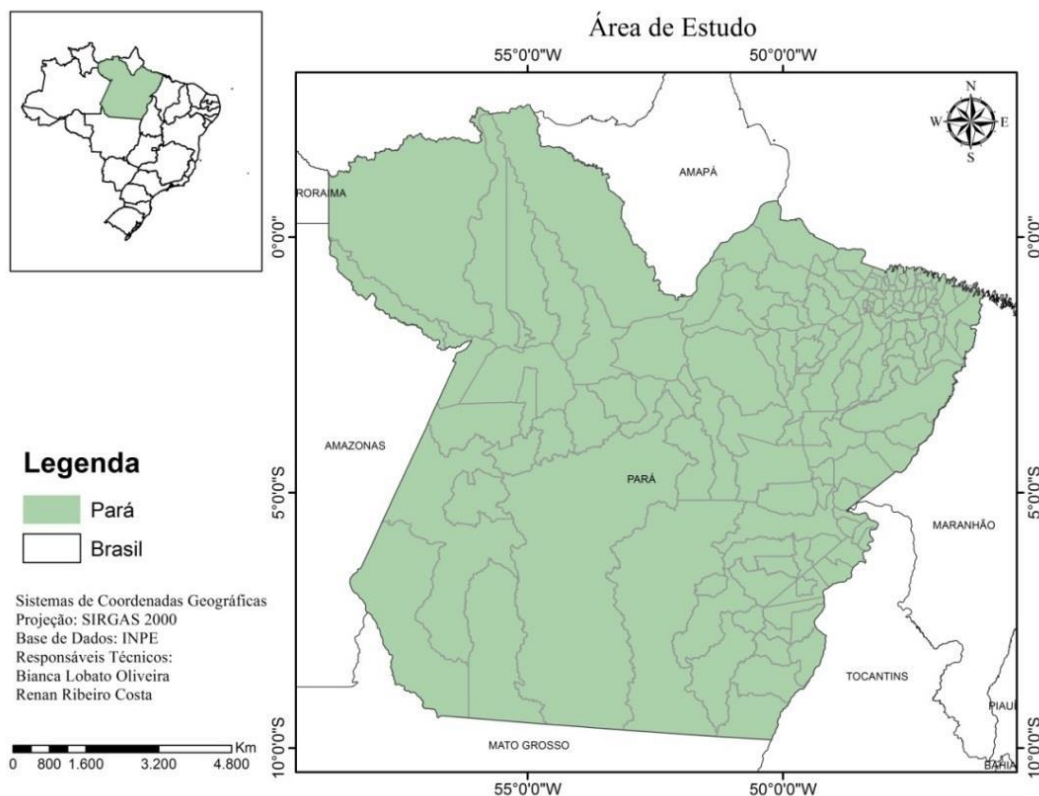 Área de Estudo
55°0'0"W 50°0'0"W
N
W E
S
AMAPÁ
RORAIMA
0°0'0"
0°0'0"
AMAZONAS
PARÁ
5°0'0"S
5°0'0"S
MARANHÃO
TOCANTINS
PIAUÍ
MATO GROSSO
BAHIA
10°0'0"S
10°0'0"S
55°0'0"W 50°0'0"W
Legenda
Pará
Brasil
Sistemas de Coordenadas Geográficas
Projeção: SIRGAS 2000
Base de Dados: INPE
Responsáveis Técnicos:
Bianca Lobato Oliveira
Renan Ribeiro Costa
Km
0 800 1.600 3.200 4.800